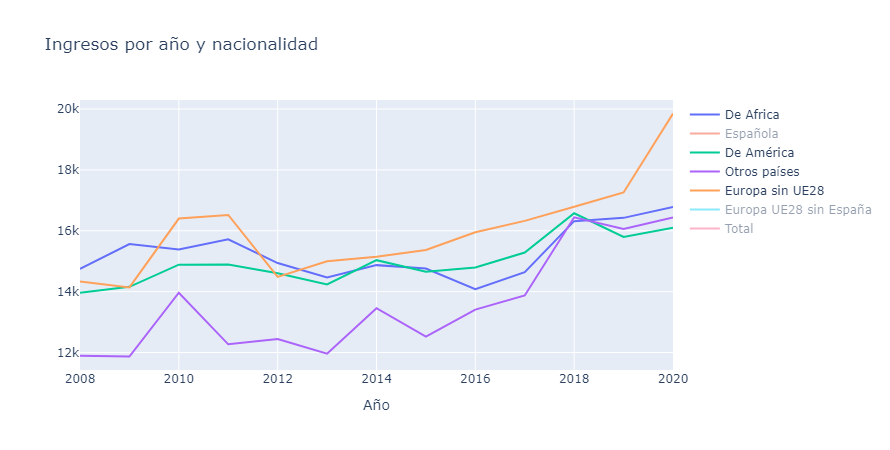 Ingresos por año y nacionalidad
20k
18k
16k
14k
12k
2008 2010 2012 2014 2016 2018 2020
Año
De Africa
Española
De América
Otros países
Europa sin UE28
Europa UE28 sin España
Total